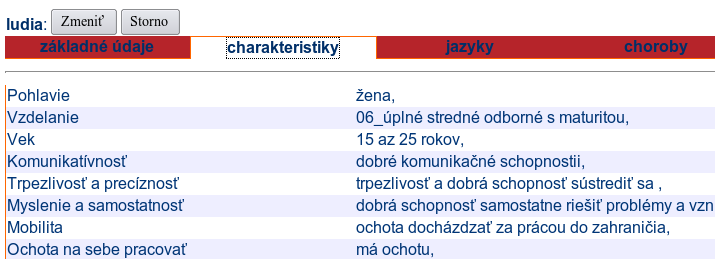 ludia: Zmeniť Storno
základné údaje charakteristiky jazyky choroby
Pohlavie žena,
Vzdelanie 06_úplné stredné odborné s maturitou,
Vek 15 az 25 rokov,
Komunikatívnosť dobré komunikačné schopnostii,
Trpezlivosť a precíznosť trpezlivosť a dobrá schopnosť sústrediť sa ,
Myslenie a samostatnosť dobrá schopnosť samostatne riešiť problémy a vzn
Mobilita ochota dochádzať za prácou do zahraničia,
Ochota na sebe pracovať má ochotu,